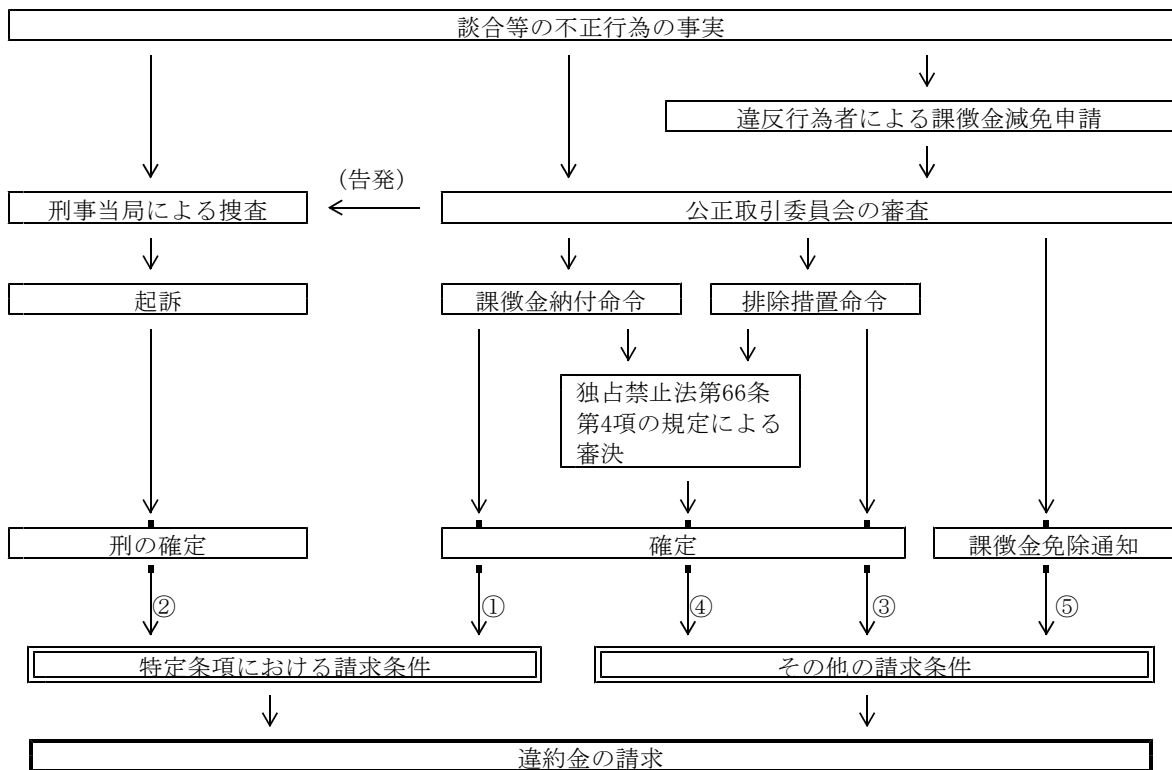 談合等の不正行為の事実
違反行為者による課徴金減免申請
(告発)
刑事当局による捜査
公正取引委員会の審査
起訴
課徴金納付命令
排除措置命令
独占禁止法第66条
第4項の規定による
審決
刑の確定
確定
課徴金免除通知
②
①
④
③
⑤
特定条項における請求条件
その他の請求条件
違約金の請求